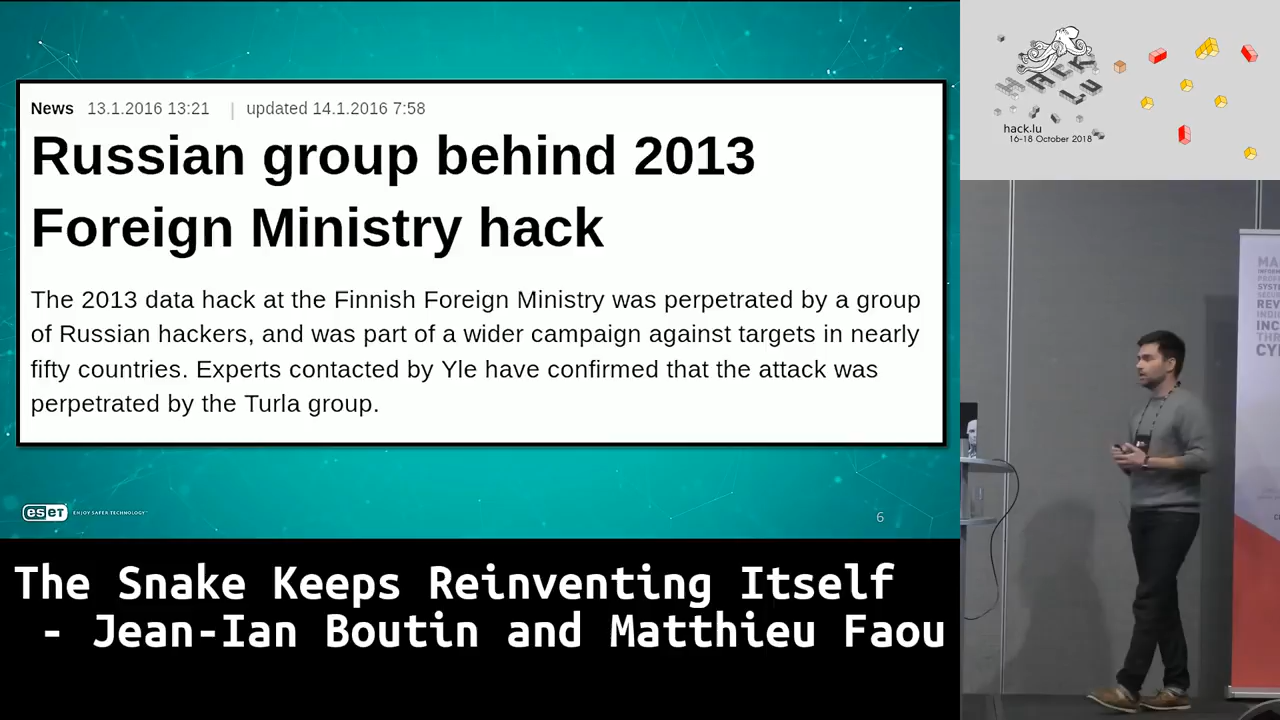 News 13.1.2016 13:21 | updated 14.1.2016 7:58
Russian group behind 2013
Foreign Ministry hack
The 2013 data hack at the Finnish Foreign Ministry was perpetrated by a group
of Russian hackers, and was part of a wider campaign against targets in nearly
fifty countries. Experts contacted by Yle have confirmed that the attack was
perpetrated by the Turla group.
eset ENJOY SAFER TECHNOLOGY™
6
The Snake Keeps Reinventing Itself
- Jean-Ian Boutin and Matthieu Faou
HACK
LU
hack.lu
16-18 October 2018